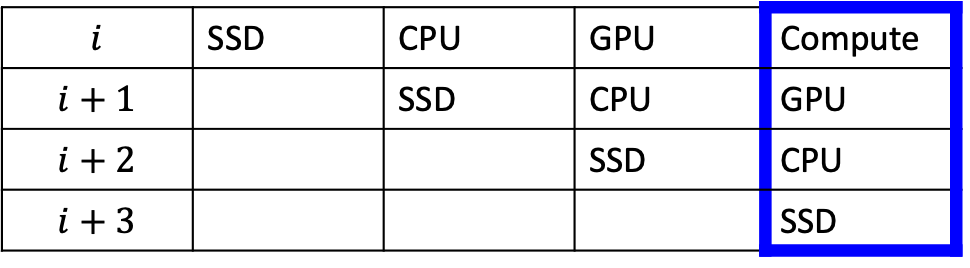 i SSD CPU GPU Compute
i + 1 SSD CPU GPU
i + 2 SSD CPU
i + 3 SSD